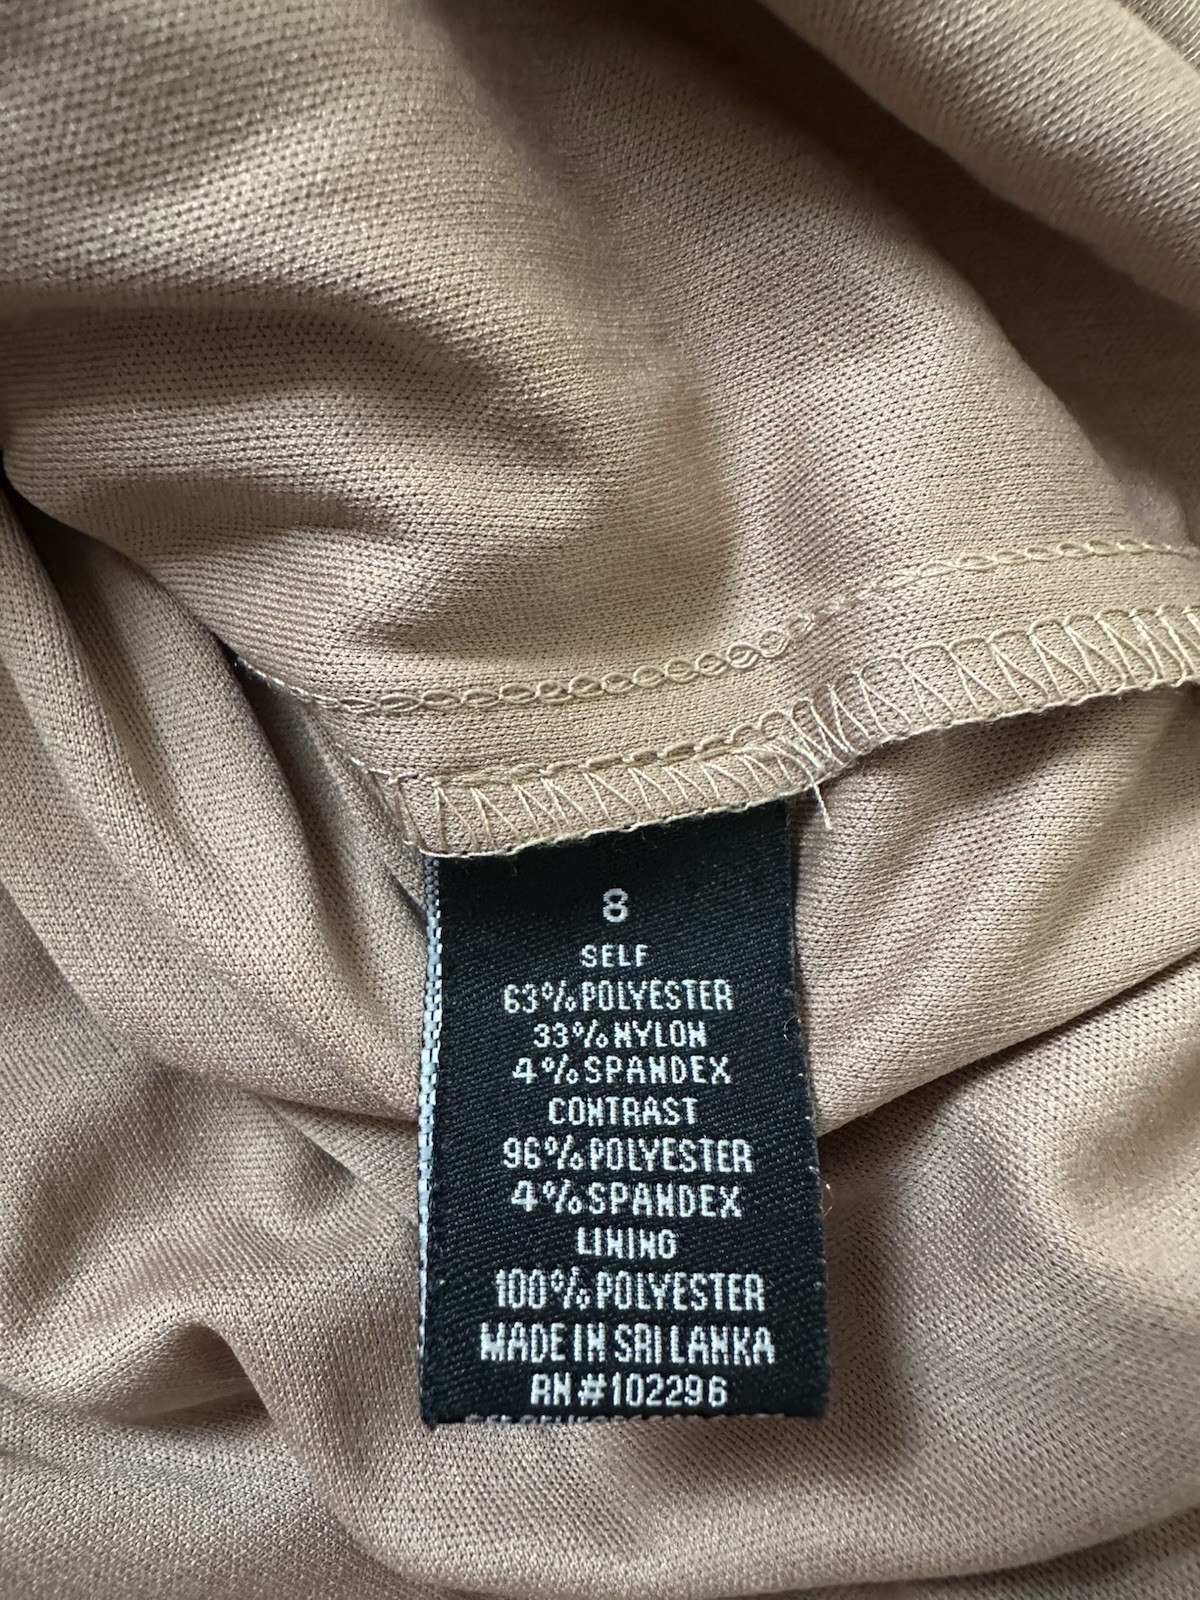 8
SELF
63%POLYESTER
33%NYLON
4%SPANDEX
CONTRAST
96%POLYESTER
4%SPANDEX
LINING
100%POLYESTER
MADE IN SRI LANKA
RN#102296